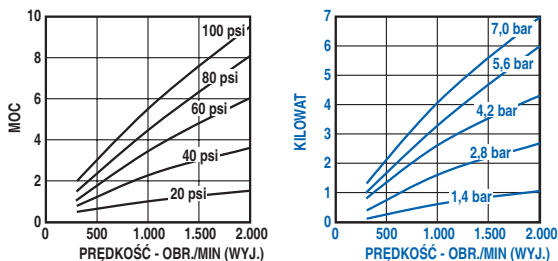 10
8
6
4
2
0
MOC
100 psi
80 psi
60 psi
40 psi
20 psi
0 500 1.000 1.500 2.000
PRĘDKOŚĆ - OBR./MIN (WYJ.)
7
6
5
4
3
2
1
0
KILOWAT
7,0 bar
5,6 bar
4,2 bar
2,8 bar
1,4 bar
0 500 1.000 1.500 2.000
PRĘDKOŚĆ - OBR./MIN (WYJ.)